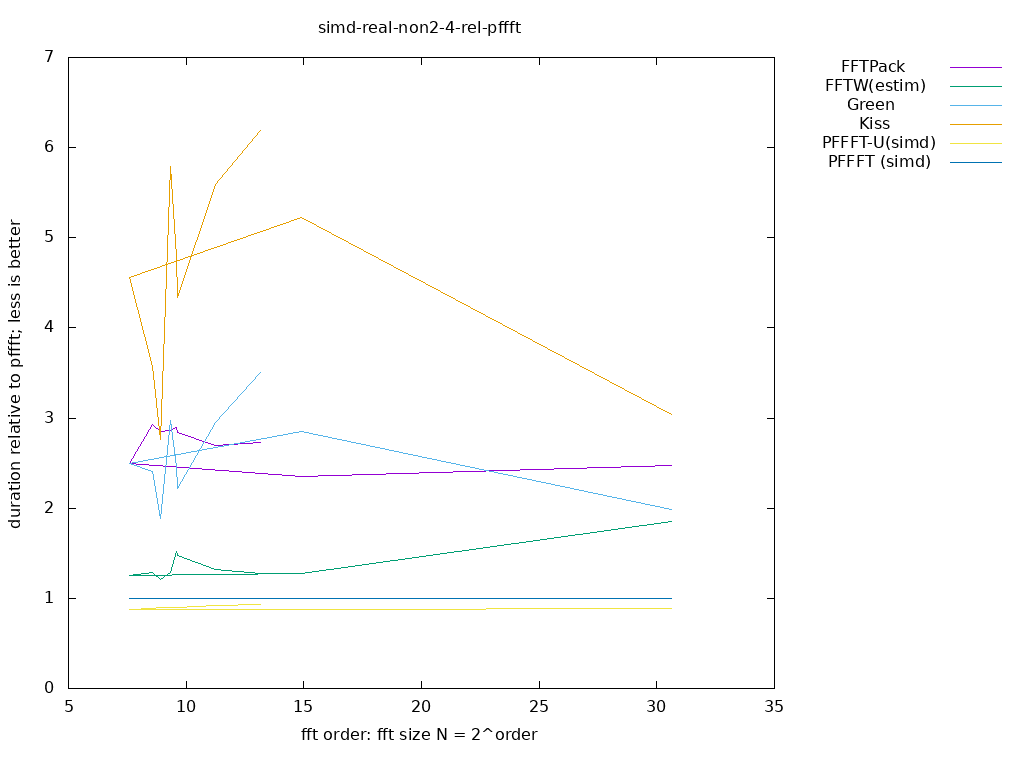 simd-real-non2-4-rel-pffft
7
6
5
4
3
2
1
0
5
10
15
20
25
30
35
duration relative to pffft; less is better
fft order: fft size N = 2^order
FFTPack
FFTW(estim)
Green
Kiss
PFFFT-U(simd)
PFFFT (simd)